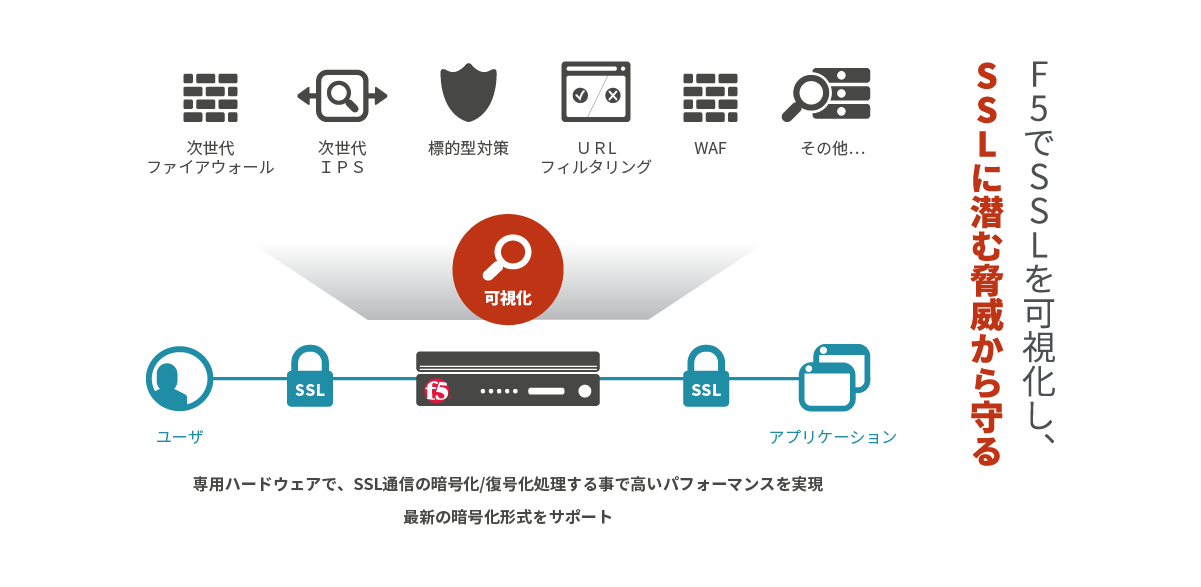 F5でSSLを可視化し、
SSLに潜む脅威から守る
次世代
ファイアウォール
次世代
ＩＰＳ
標的型対策
ＵＲＬ
フィルタリング
WAF
その他…
可視化
SSL
f5
SSL
ユーザ
アプリケーション
専用ハードウェアで、SSL通信の暗号化/復号化処理する事で高いパフォーマンスを実現
最新の暗号化形式をサポート